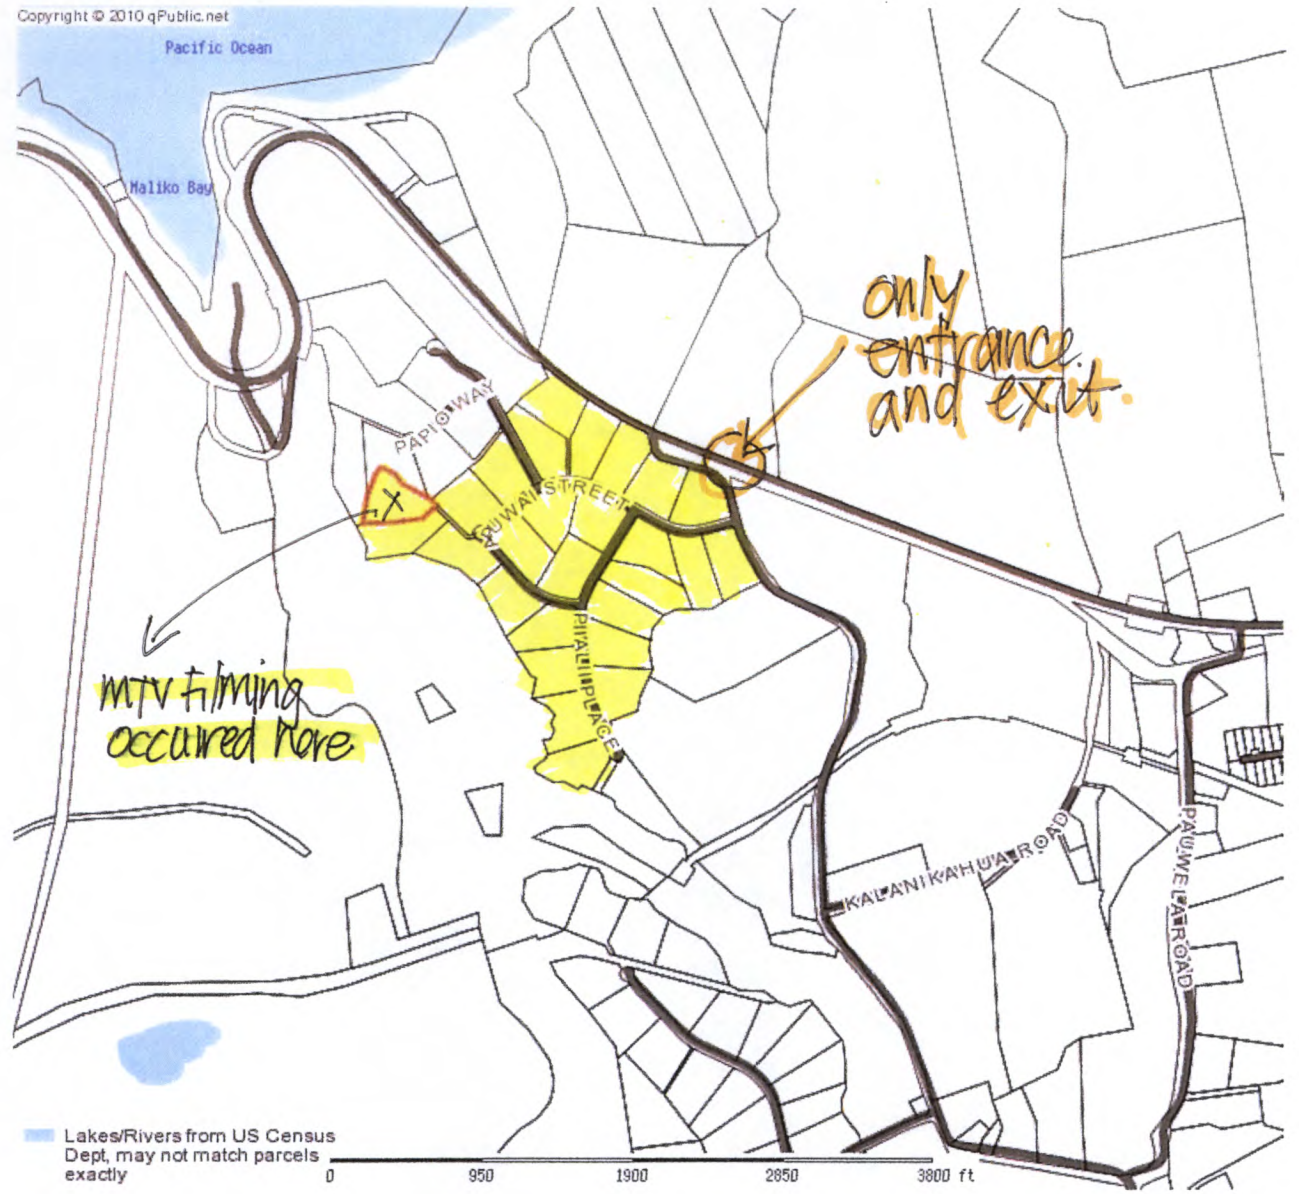 Copyright © 2010 qPublic.net
Pacific Ocean
Maliko Bay
only
entrance
and exit.
PAPIO WAY
AUWAI STREET
X
MTV filming
occurred here
PIIALII PLACE
KALANIKAHUA ROAD
PAUWELA ROAD
Lakes/Rivers from US Census
Dept, may not match parcels
exactly
0 950 1900 2850 3800 ft